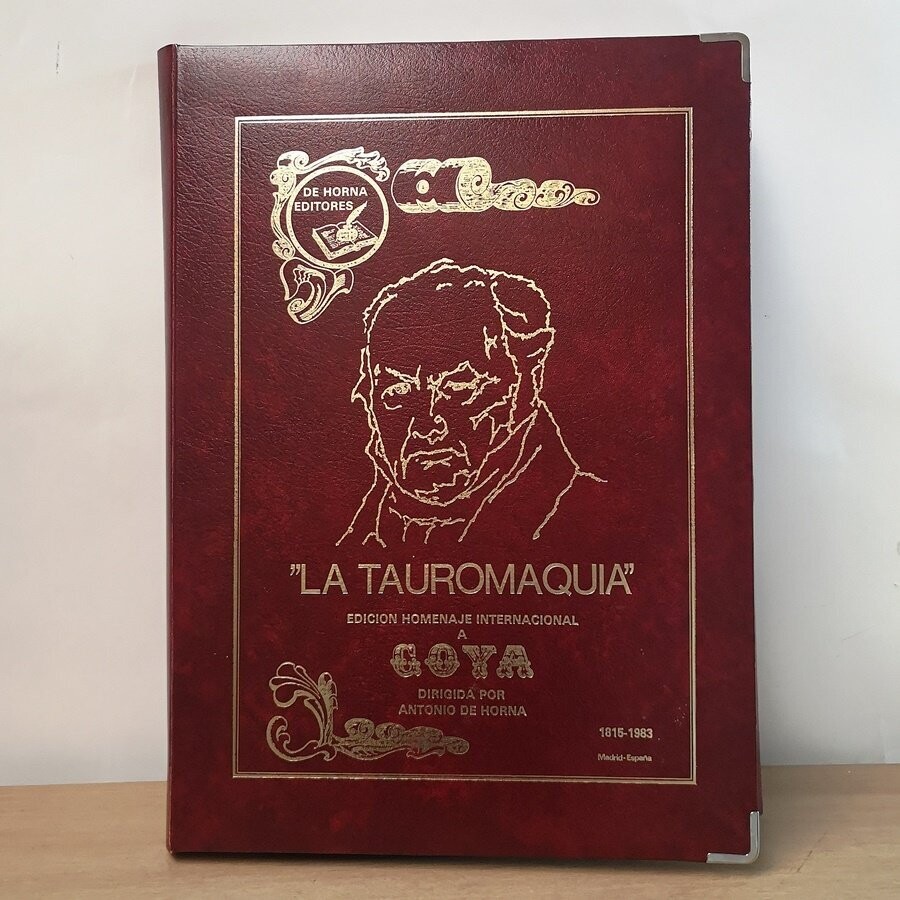 DE HORNA
EDITORES
"LA TAUROMAQUIA"
EDICION HOMENAJE INTERNACIONAL
A
GOYA
DIRIGIDA POR
ANTONIO DE HORNA
1815-1983
Madrid-España